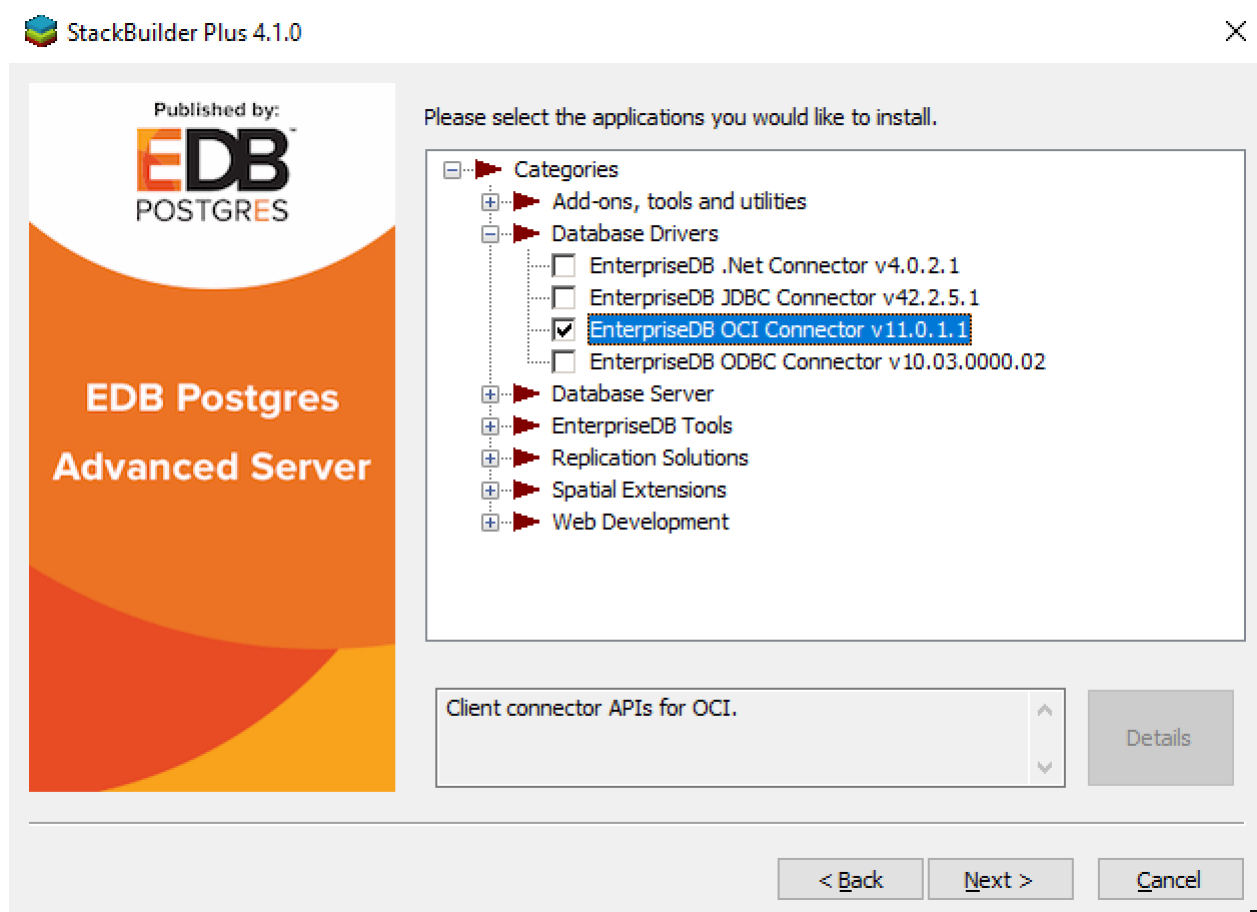 StackBuilder Plus 4.1.0
Published by:
EDB™
POSTGRES
EDB Postgres
Advanced Server
Please select the applications you would like to install.
Categories
Add-ons, tools and utilities
Database Drivers
EnterpriseDB .Net Connector v4.0.2.1
EnterpriseDB JDBC Connector v42.2.5.1
EnterpriseDB OCI Connector v11.0.1.1
EnterpriseDB ODBC Connector v10.03.0000.02
Database Server
EnterpriseDB Tools
Replication Solutions
Spatial Extensions
Web Development
Client connector APIs for OCI.
Details
< Back
Next >
Cancel